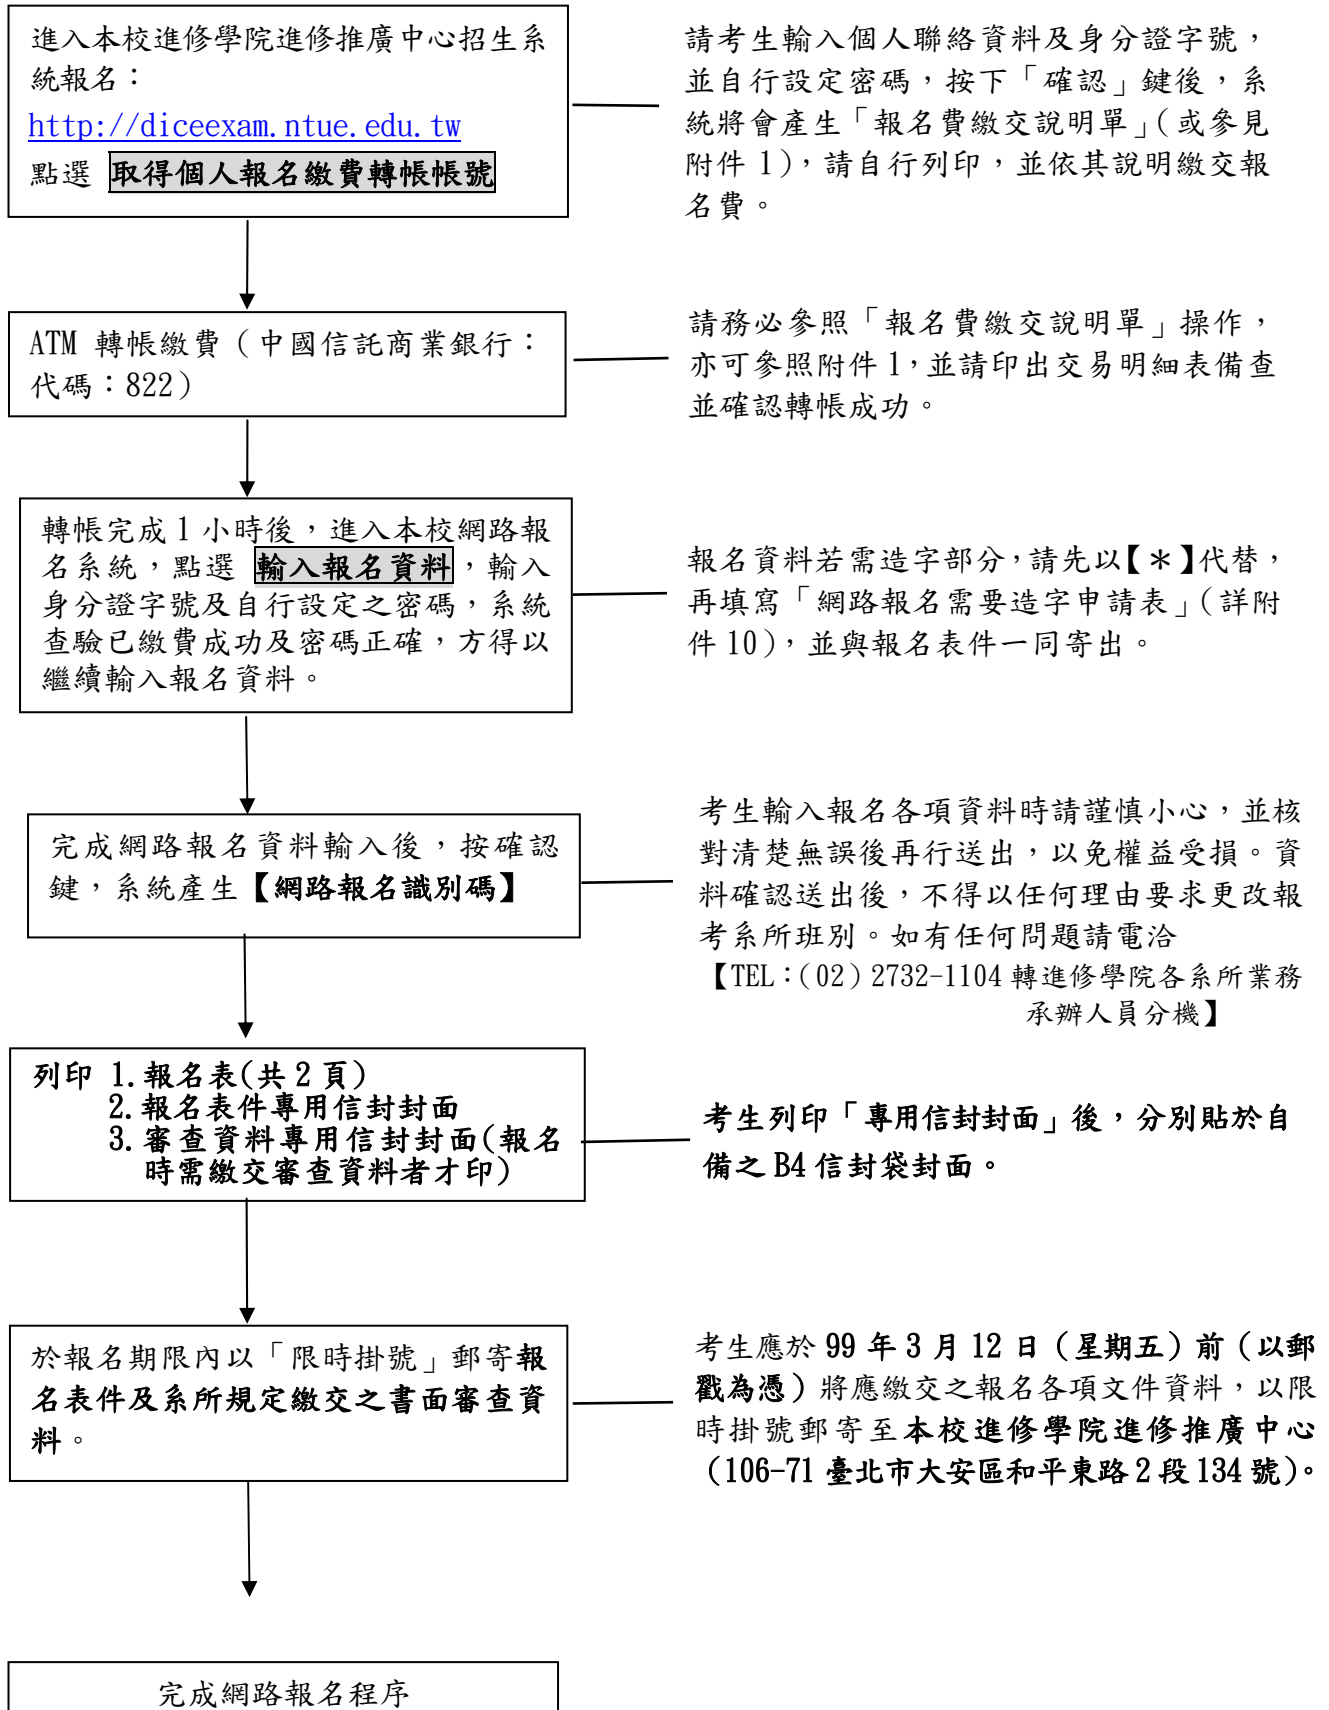 進入本校進修學院進修推廣中心招生系
統報名：
http://diceexam.ntue.edu.tw
點選 取得個人報名繳費轉帳帳號
請考生輸入個人聯絡資料及身分證字號，
並自行設定密碼，按下「確認」鍵後，系
統將會產生「報名費繳交說明單」(或參見
附件 1)，請自行列印，並依其說明繳交報
名費。
ATM 轉帳繳費（中國信託商業銀行：
代碼：822）
請務必參照「報名費繳交說明單」操作，
亦可參照附件 1，並請印出交易明細表備查
並確認轉帳成功。
轉帳完成 1 小時後，進入本校網路報
名系統，點選 輸入報名資料，輸入
身分證字號及自行設定之密碼，系統
查驗已繳費成功及密碼正確，方得以
繼續輸入報名資料。
報名資料若需造字部分，請先以【＊】代替，
再填寫「網路報名需要造字申請表」(詳附
件 10)，並與報名表件一同寄出。
完成網路報名資料輸入後，按確認
鍵，系統產生【網路報名識別碼】
考生輸入報名各項資料時請謹慎小心，並核
對清楚無誤後再行送出，以免權益受損。資
料確認送出後，不得以任何理由要求更改報
考系所班別。如有任何問題請電洽
【TEL：(02) 2732-1104 轉進修學院各系所業務
承辦人員分機】
列印 1.報名表(共 2 頁)
2.報名表件專用信封封面
3.審查資料專用信封封面(報名
時需繳交審查資料者才印)
考生列印「專用信封封面」後，分別貼於自
備之 B4 信封袋封面。
於報名期限內以「限時掛號」郵寄報
名表件及系所規定繳交之書面審查資
料。
考生應於 99 年 3 月 12 日（星期五）前（以郵
戳為憑）將應繳交之報名各項文件資料，以限
時掛號郵寄至本校進修學院進修推廣中心
(106-71 臺北市大安區和平東路 2 段 134 號)。
完成網路報名程序